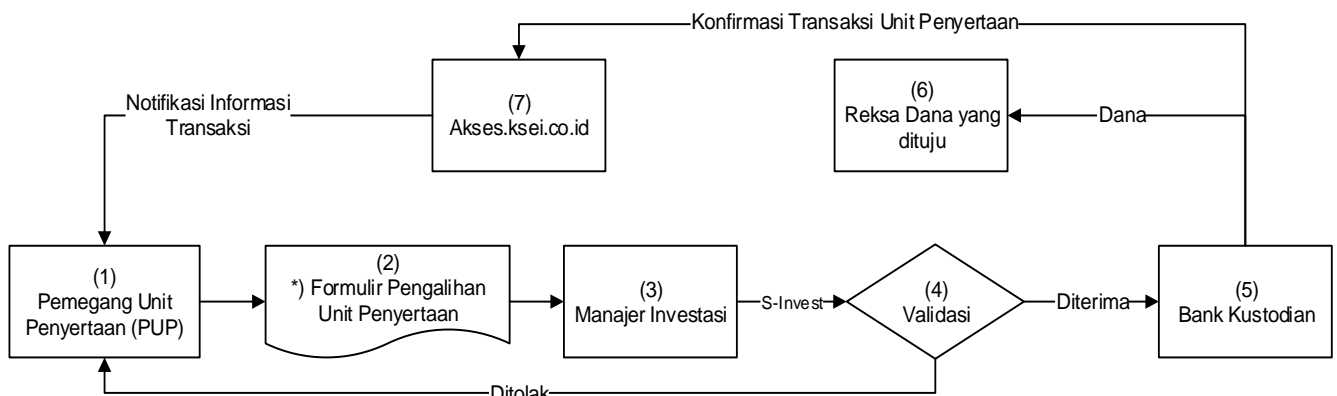 Konfirmasi Transaksi Unit Penyertaan
(7)
Akses.ksei.co.id
(6)
Reksa Dana yang
dituju
Notifikasi Informasi
Transaksi
Dana
(1)
Pemegang Unit
Penyertaan (PUP)
(2)
*) Formulir Pengalihan
Unit Penyertaan
(3)
Manajer Investasi
S-Invest
(4)
Validasi
Diterima
(5)
Bank Kustodian
Ditolak